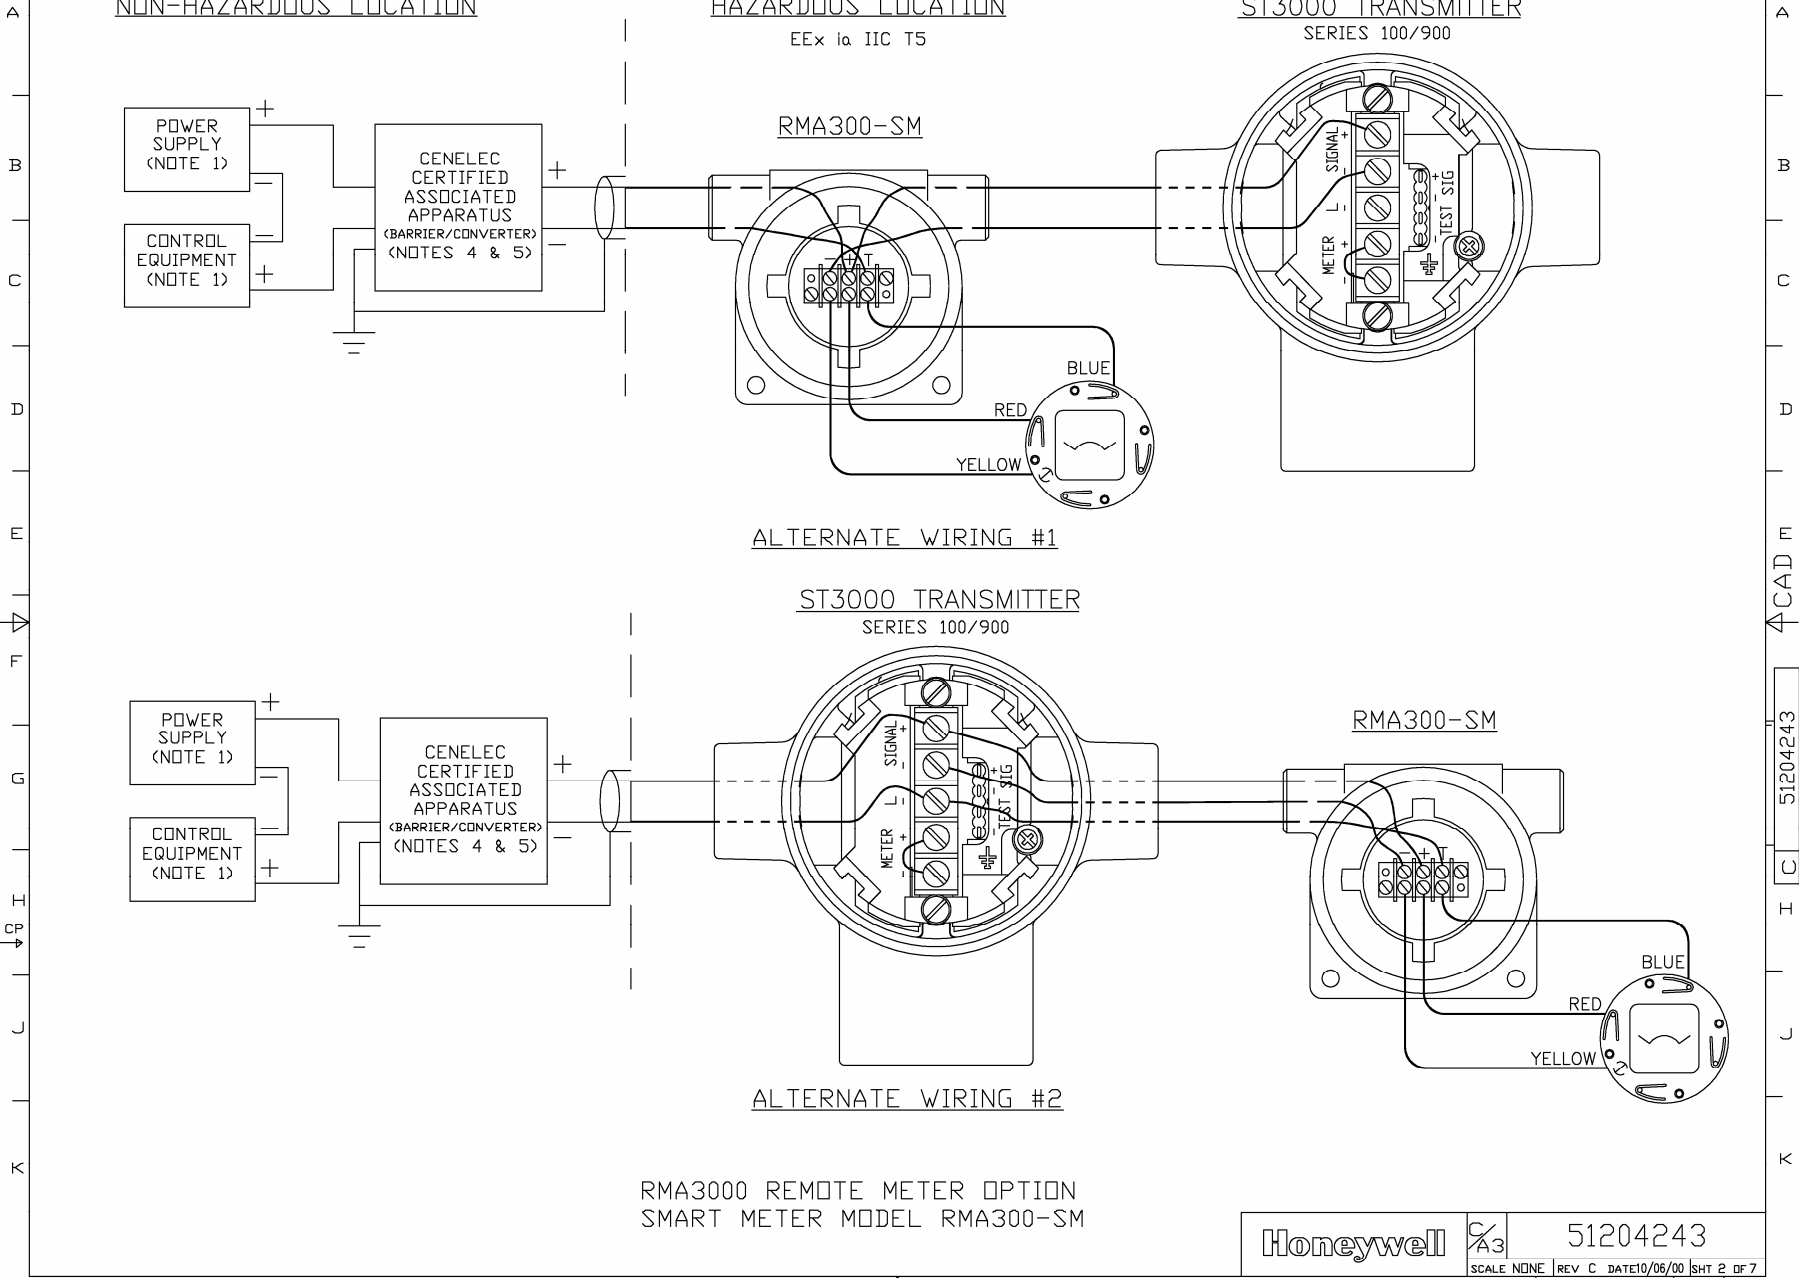 NON-HAZARDOUS LOCATION
HAZARDOUS LOCATION
EEx ia IIC T5
ST3000 TRANSMITTER
SERIES 100/900
A
A
B
B
C
C
D
D
E
E
CAD
F
G
H
H
CP
J
J
K
K
POWER
SUPPLY
(NOTE 1)
+
-
CONTROL
EQUIPMENT
(NOTE 1)
-
+
CENELEC
CERTIFIED
ASSOCIATED
APPARATUS
(BARRIER/CONVERTER)
(NOTES 4 & 5)
+
-
RMA300-SM
- + T
SIGNAL
+
-
L -
METER
+
-
TEST SIG
- - +
BLUE
RED
YELLOW
ALTERNATE WIRING #1
ST3000 TRANSMITTER
SERIES 100/900
POWER
SUPPLY
(NOTE 1)
+
-
CONTROL
EQUIPMENT
(NOTE 1)
-
+
CENELEC
CERTIFIED
ASSOCIATED
APPARATUS
(BARRIER/CONVERTER)
(NOTES 4 & 5)
+
-
SIGNAL
+
-
L -
METER
+
-
TEST SIG
- - +
RMA300-SM
- + T
BLUE
RED
YELLOW
ALTERNATE WIRING #2
51204243
C
RMA3000 REMOTE METER OPTION
SMART METER MODEL RMA300-SM
Honeywell
C/A3
51204243
SCALE NONE
REV C
DATE10/06/00
SHT 2 OF 7